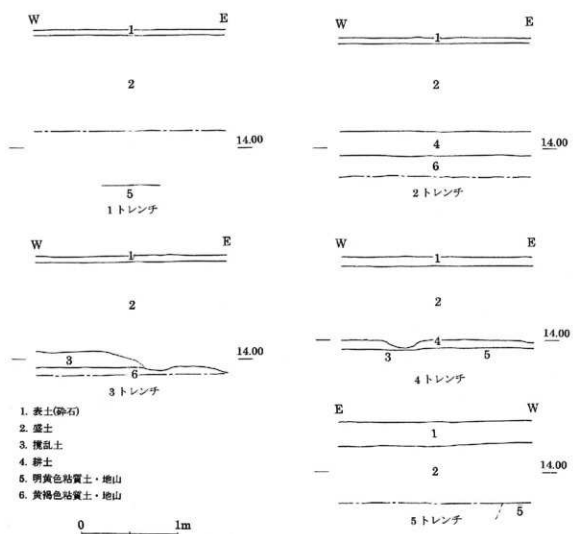 W E
1
2
14.00
5
1 トレンチ
W E
1
2
14.00
4
6
2 トレンチ
W E
1
2
14.00
3
6
3 トレンチ
W E
1
2
14.00
4
3 5
4 トレンチ
1. 表土(砕石)
2. 盛土
3. 攪乱土
4. 耕土
5. 明黄色粘質土・地山
6. 黄褐色粘質土・地山
0 1m
E W
1
2
14.00
5
5 トレンチ